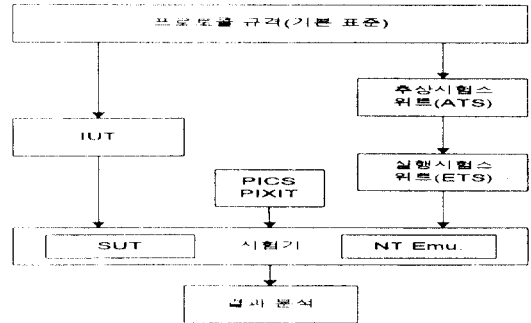 프로토콜 규격(기본 표준)
추상시험스
위트(ATS)
IUT
실행시험스
위트(ETS)
PICS
PIXIT
SUT 시험기 NT Emu.
결과 분석